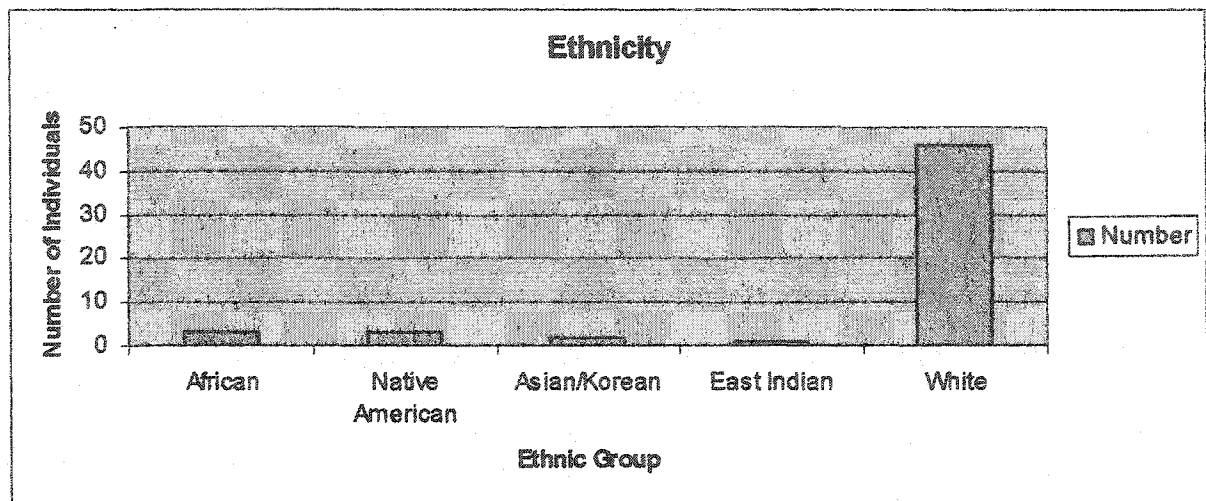 Ethnicity
Number of Individuals
50
40
30
20
10
0
African
Native
American
Asian/Korean
East Indian
White
Ethnic Group
Number